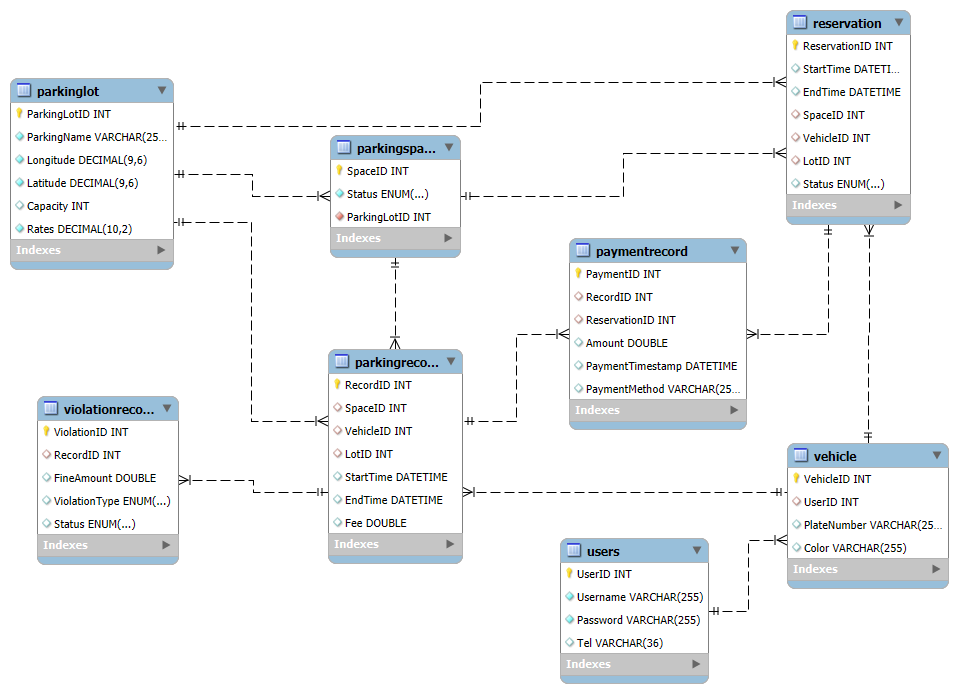 parkinglot
ParkingLotID INT
ParkingName VARCHAR(25...
Longitude DECIMAL(9,6)
Latitude DECIMAL(9,6)
Capacity INT
Rates DECIMAL(10,2)
Indexes
parkingspa...
SpaceID INT
Status ENUM(...)
ParkingLotID INT
Indexes
reservation
ReservationID INT
StartTime DATETI...
EndTime DATETIME
SpaceID INT
VehicleID INT
LotID INT
Status ENUM(...)
Indexes
paymentrecord
PaymentID INT
RecordID INT
ReservationID INT
Amount DOUBLE
PaymentTimestamp DATETIME
PaymentMethod VARCHAR(25...
Indexes
violationreco...
ViolationID INT
RecordID INT
FineAmount DOUBLE
ViolationType ENUM(...)
Status ENUM(...)
Indexes
parkingreco...
RecordID INT
SpaceID INT
VehicleID INT
LotID INT
StartTime DATETIME
EndTime DATETIME
Fee DOUBLE
Indexes
vehicle
VehicleID INT
UserID INT
PlateNumber VARCHAR(25...
Color VARCHAR(255)
Indexes
users
UserID INT
Username VARCHAR(255)
Password VARCHAR(255)
Tel VARCHAR(36)
Indexes